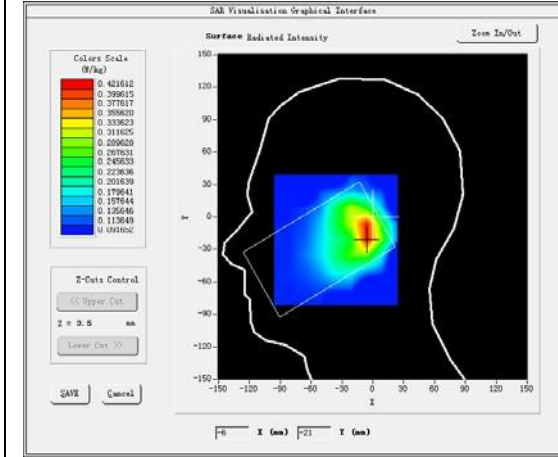 SAR Visualisation Graphical Interface
Surface Radiated Intensity
Zoom In/Out
Colors Scale
(W/kg)
0.421612
0.399615
0.377617
0.355620
0.333623
0.311625
0.289628
0.267631
0.245633
0.223636
0.201639
0.179641
0.157644
0.135646
0.113649
0.091652
Z-Cuts Control
<< Upper Cut
Z = 3.5 mm
Lower Cut >>
SAVE
Cancel
150
120
90
60
30
0
-30
-60
-90
-120
-150
Y
-150 -120 -90 -60 -30 0 30 60 90 120 150
X
-6 X (mm) -21 Y (mm)